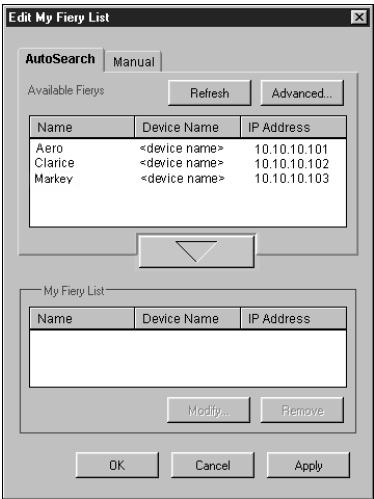 Edit My Fiery List
AutoSearch Manual
Available Fierys Refresh Advanced...
Name Device Name IP Address
Aero <device name> 10.10.10.101
Clarice <device name> 10.10.10.102
Markey <device name> 10.10.10.103
My Fiery List
Name Device Name IP Address
Modify... Remove
OK Cancel Apply